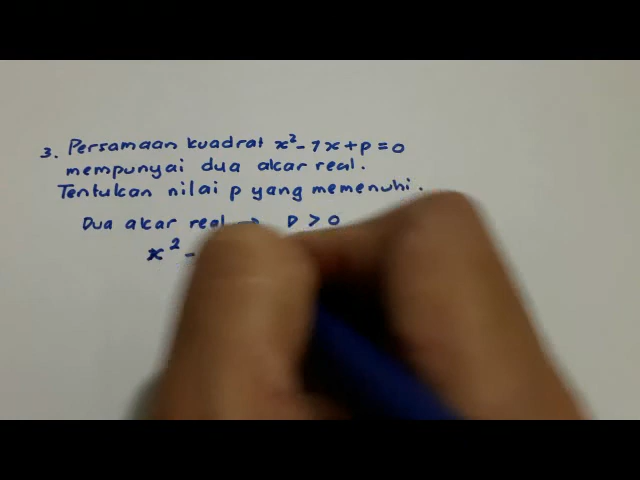 3. Persamaan kuadrat x² - 7x + p = 0
mempunyai dua akar real.
Tentukan nilai p yang memenuhi.
Dua akar real → D > 0
x² -